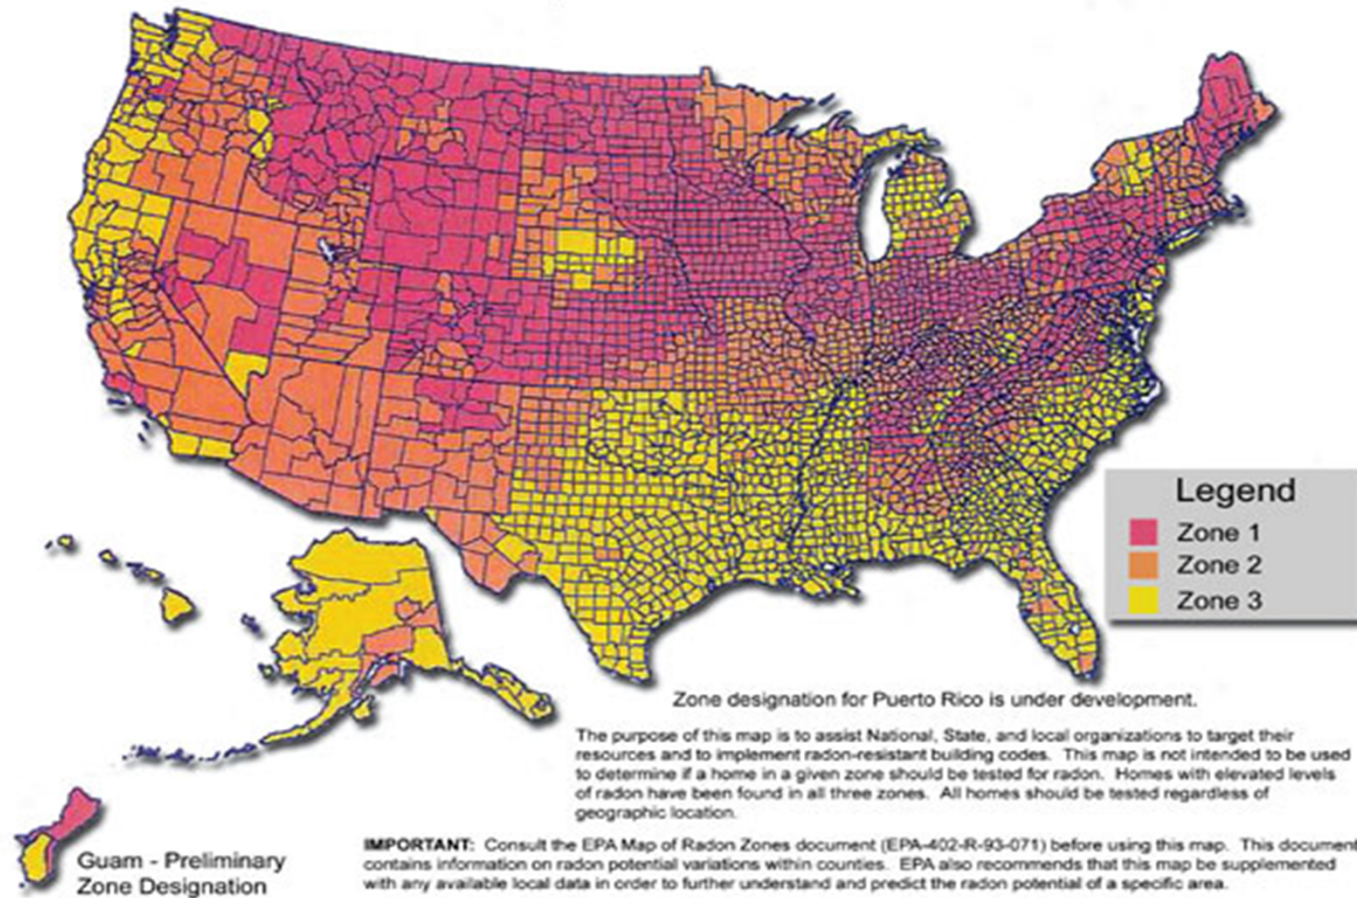 Legend
Zone 1
Zone 2
Zone 3
Zone designation for Puerto Rico is under development.
The purpose of this map is to assist National, State, and local organizations to target their
resources and to implement radon-resistant building codes. This map is not intended to be used
to determine if a home in a given zone should be tested for radon. Homes with elevated levels
of radon have been found in all three zones. All homes should be tested regardless of
geographic location.
Guam - Preliminary
Zone Designation
IMPORTANT: Consult the EPA Map of Radon Zones document (EPA-402-R-93-071) before using this map. This document
contains information on radon potential variations within counties. EPA also recommends that this map be supplemented
with any available local data in order to further understand and predict the radon potential of a specific area.